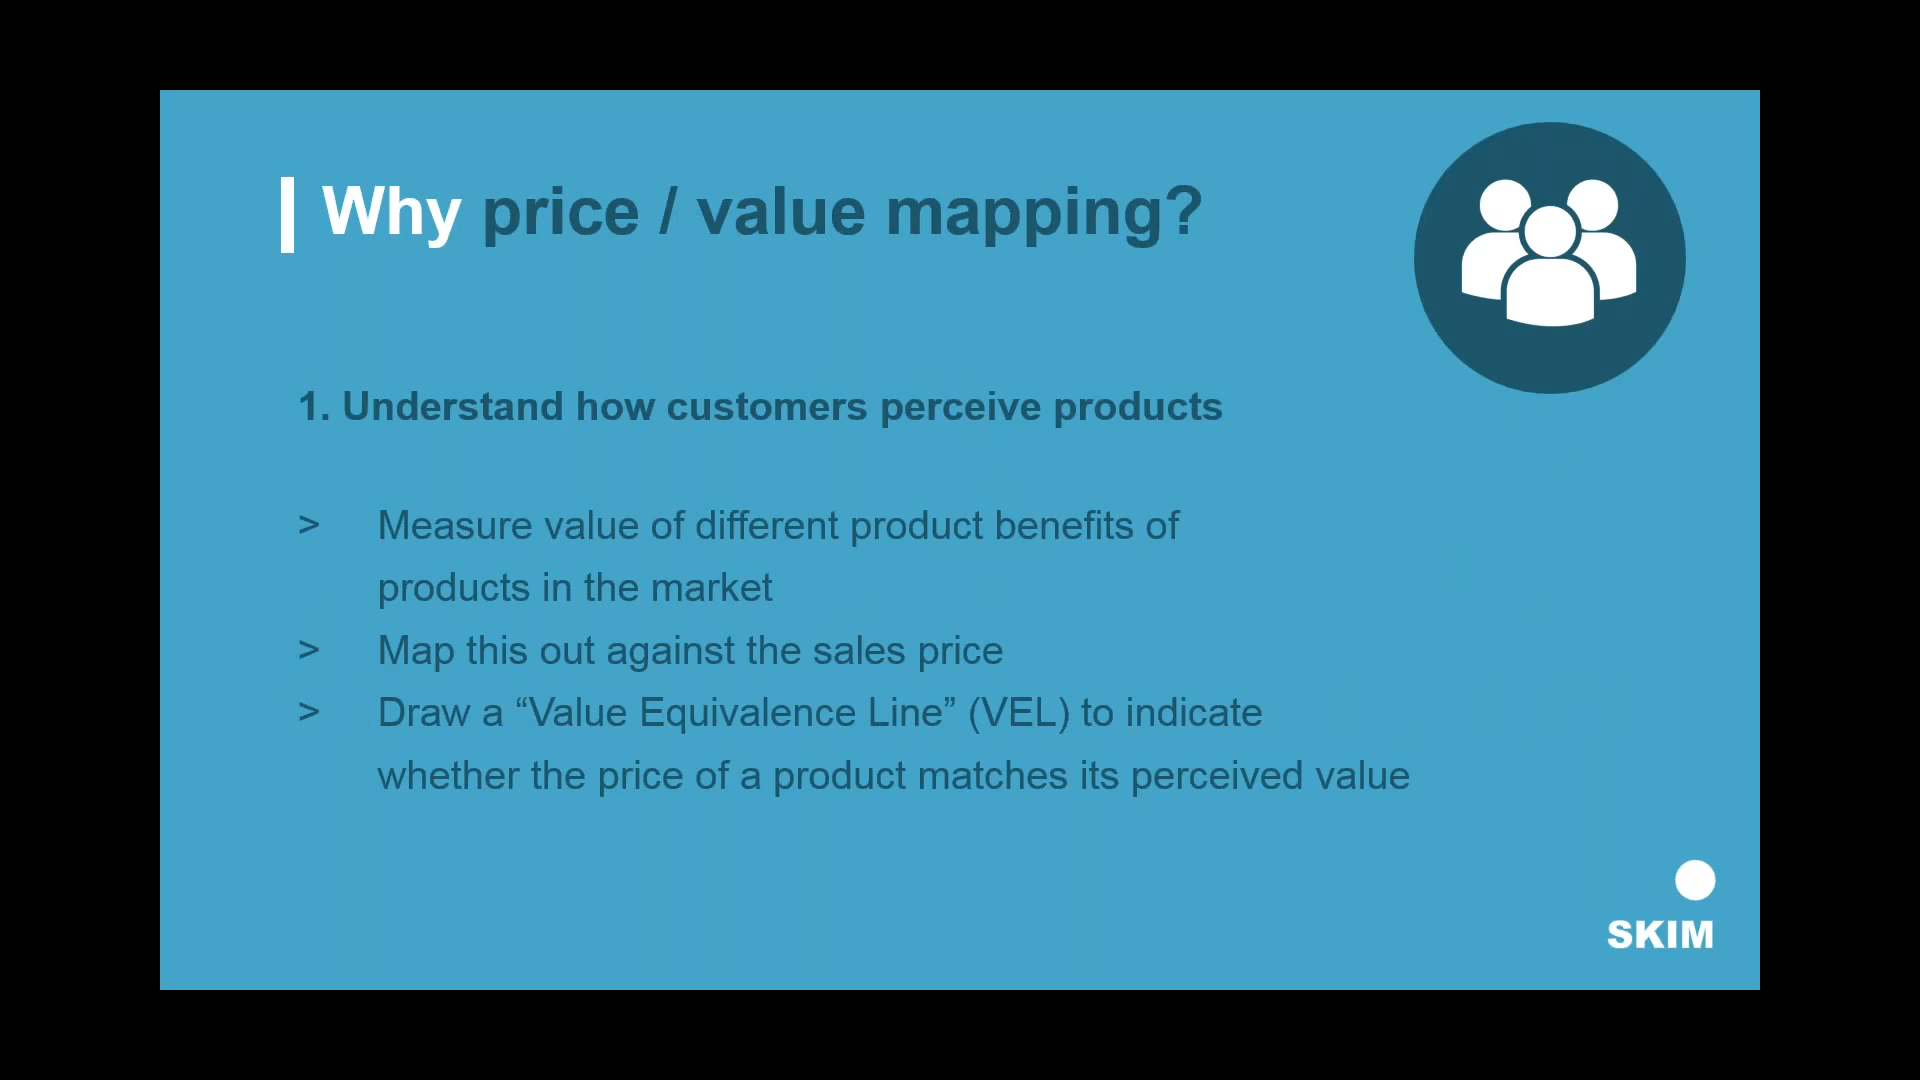 Why price / value mapping?
1. Understand how customers perceive products
> Measure value of different product benefits of
products in the market
> Map this out against the sales price
> Draw a “Value Equivalence Line” (VEL) to indicate
whether the price of a product matches its perceived value
SKIM